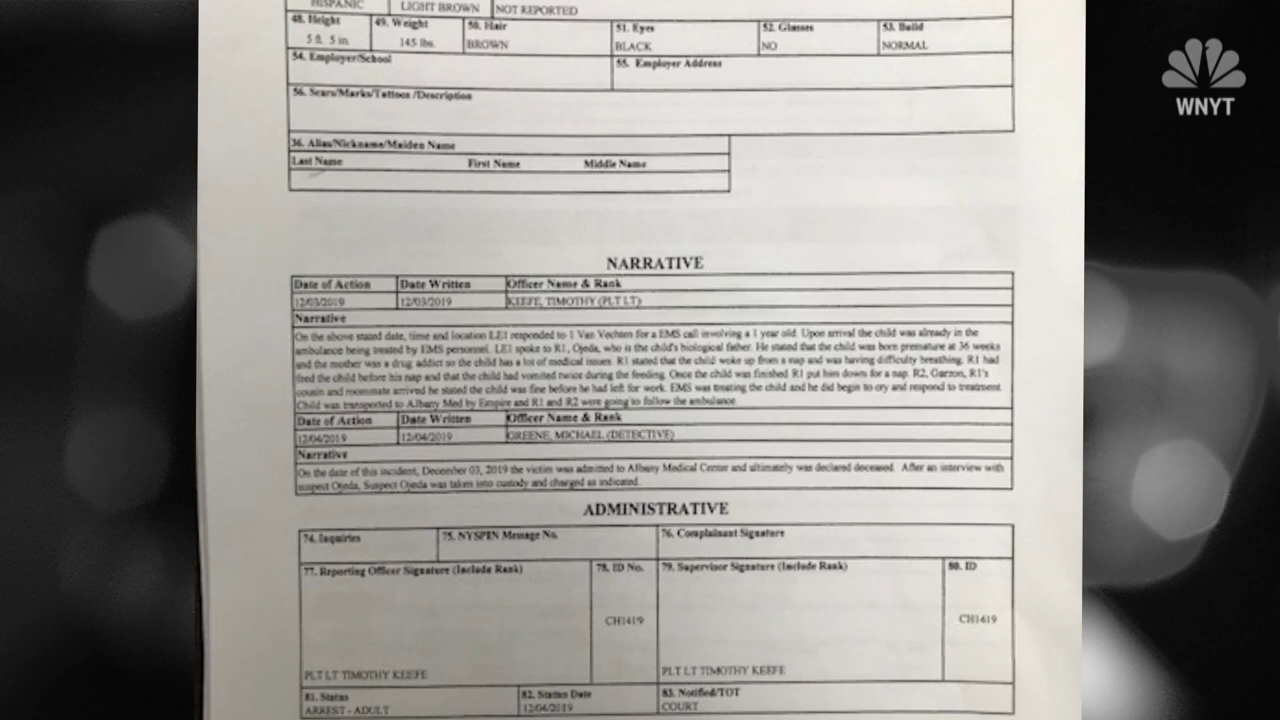 HISPANIC LIGHT BROWN NOT REPORTED
48. Height 49. Weight 50. Hair 51. Eyes 52. Glasses 53. Build
5 ft. 5 in. 145 lbs. BROWN BLACK NO NORMAL
54. Employer/School 55. Employer Address
56. Scars/Marks/Tattoos /Description
WNYT
36. Alias/Nickname/Maiden Name
Last Name First Name Middle Name
NARRATIVE
Date of Action Date Written Officer Name & Rank
12/03/2019 12/03/2019 KEEFE, TIMOTHY (PLT LT)
Narrative
On the above stated date, time and location LE1 responded to 1 Van Vechten for a EMS call involving a 1 year old. Upon arrival the child was already in the
ambulance being treated by EMS personnel. LE1 spoke to R1, Ojeda, who is the child's biological father. He stated that the child was born premature at 36 weeks
and the mother was a drug addict so the child has a lot of medical issues. R1 stated that the child woke up from a nap and was having difficulty breathing. R1 had
feed the child before his nap and that the child had vomited twice during the feeding. Once the child was finished R1 put him down for a nap. R2, Garzon, R1's
cousin and roommate arrived he stated the child was fine before he had left for work. EMS was treating the child and he did begin to cry and respond to treatment.
Child was transported to Albany Med by Empire and R1 and R2 were going to follow the ambulance.
Date of Action Date Written Officer Name & Rank
12/04/2019 12/04/2019 GREENE, MICHAEL (DETECTIVE)
Narrative
On the date of this incident, December 03, 2019 the victim was admitted to Albany Medical Center and ultimately was declared deceased. After an interview with
suspect Ojeda, Suspect Ojeda was taken into custody and charged as indicated.
ADMINISTRATIVE
74. Inquiries 75. NYSPIN Message No. 76. Complainant Signature
77. Reporting Officer Signature (Include Rank) 78. ID No. 79. Supervisor Signature (Include Rank) 80. ID
CH1419 CH1419
PLT LT TIMOTHY KEEFE PLT LT TIMOTHY KEEFE
81. Status 82. Status Date 83. Notified/TOT
ARREST - ADULT 12/04/2019 COURT